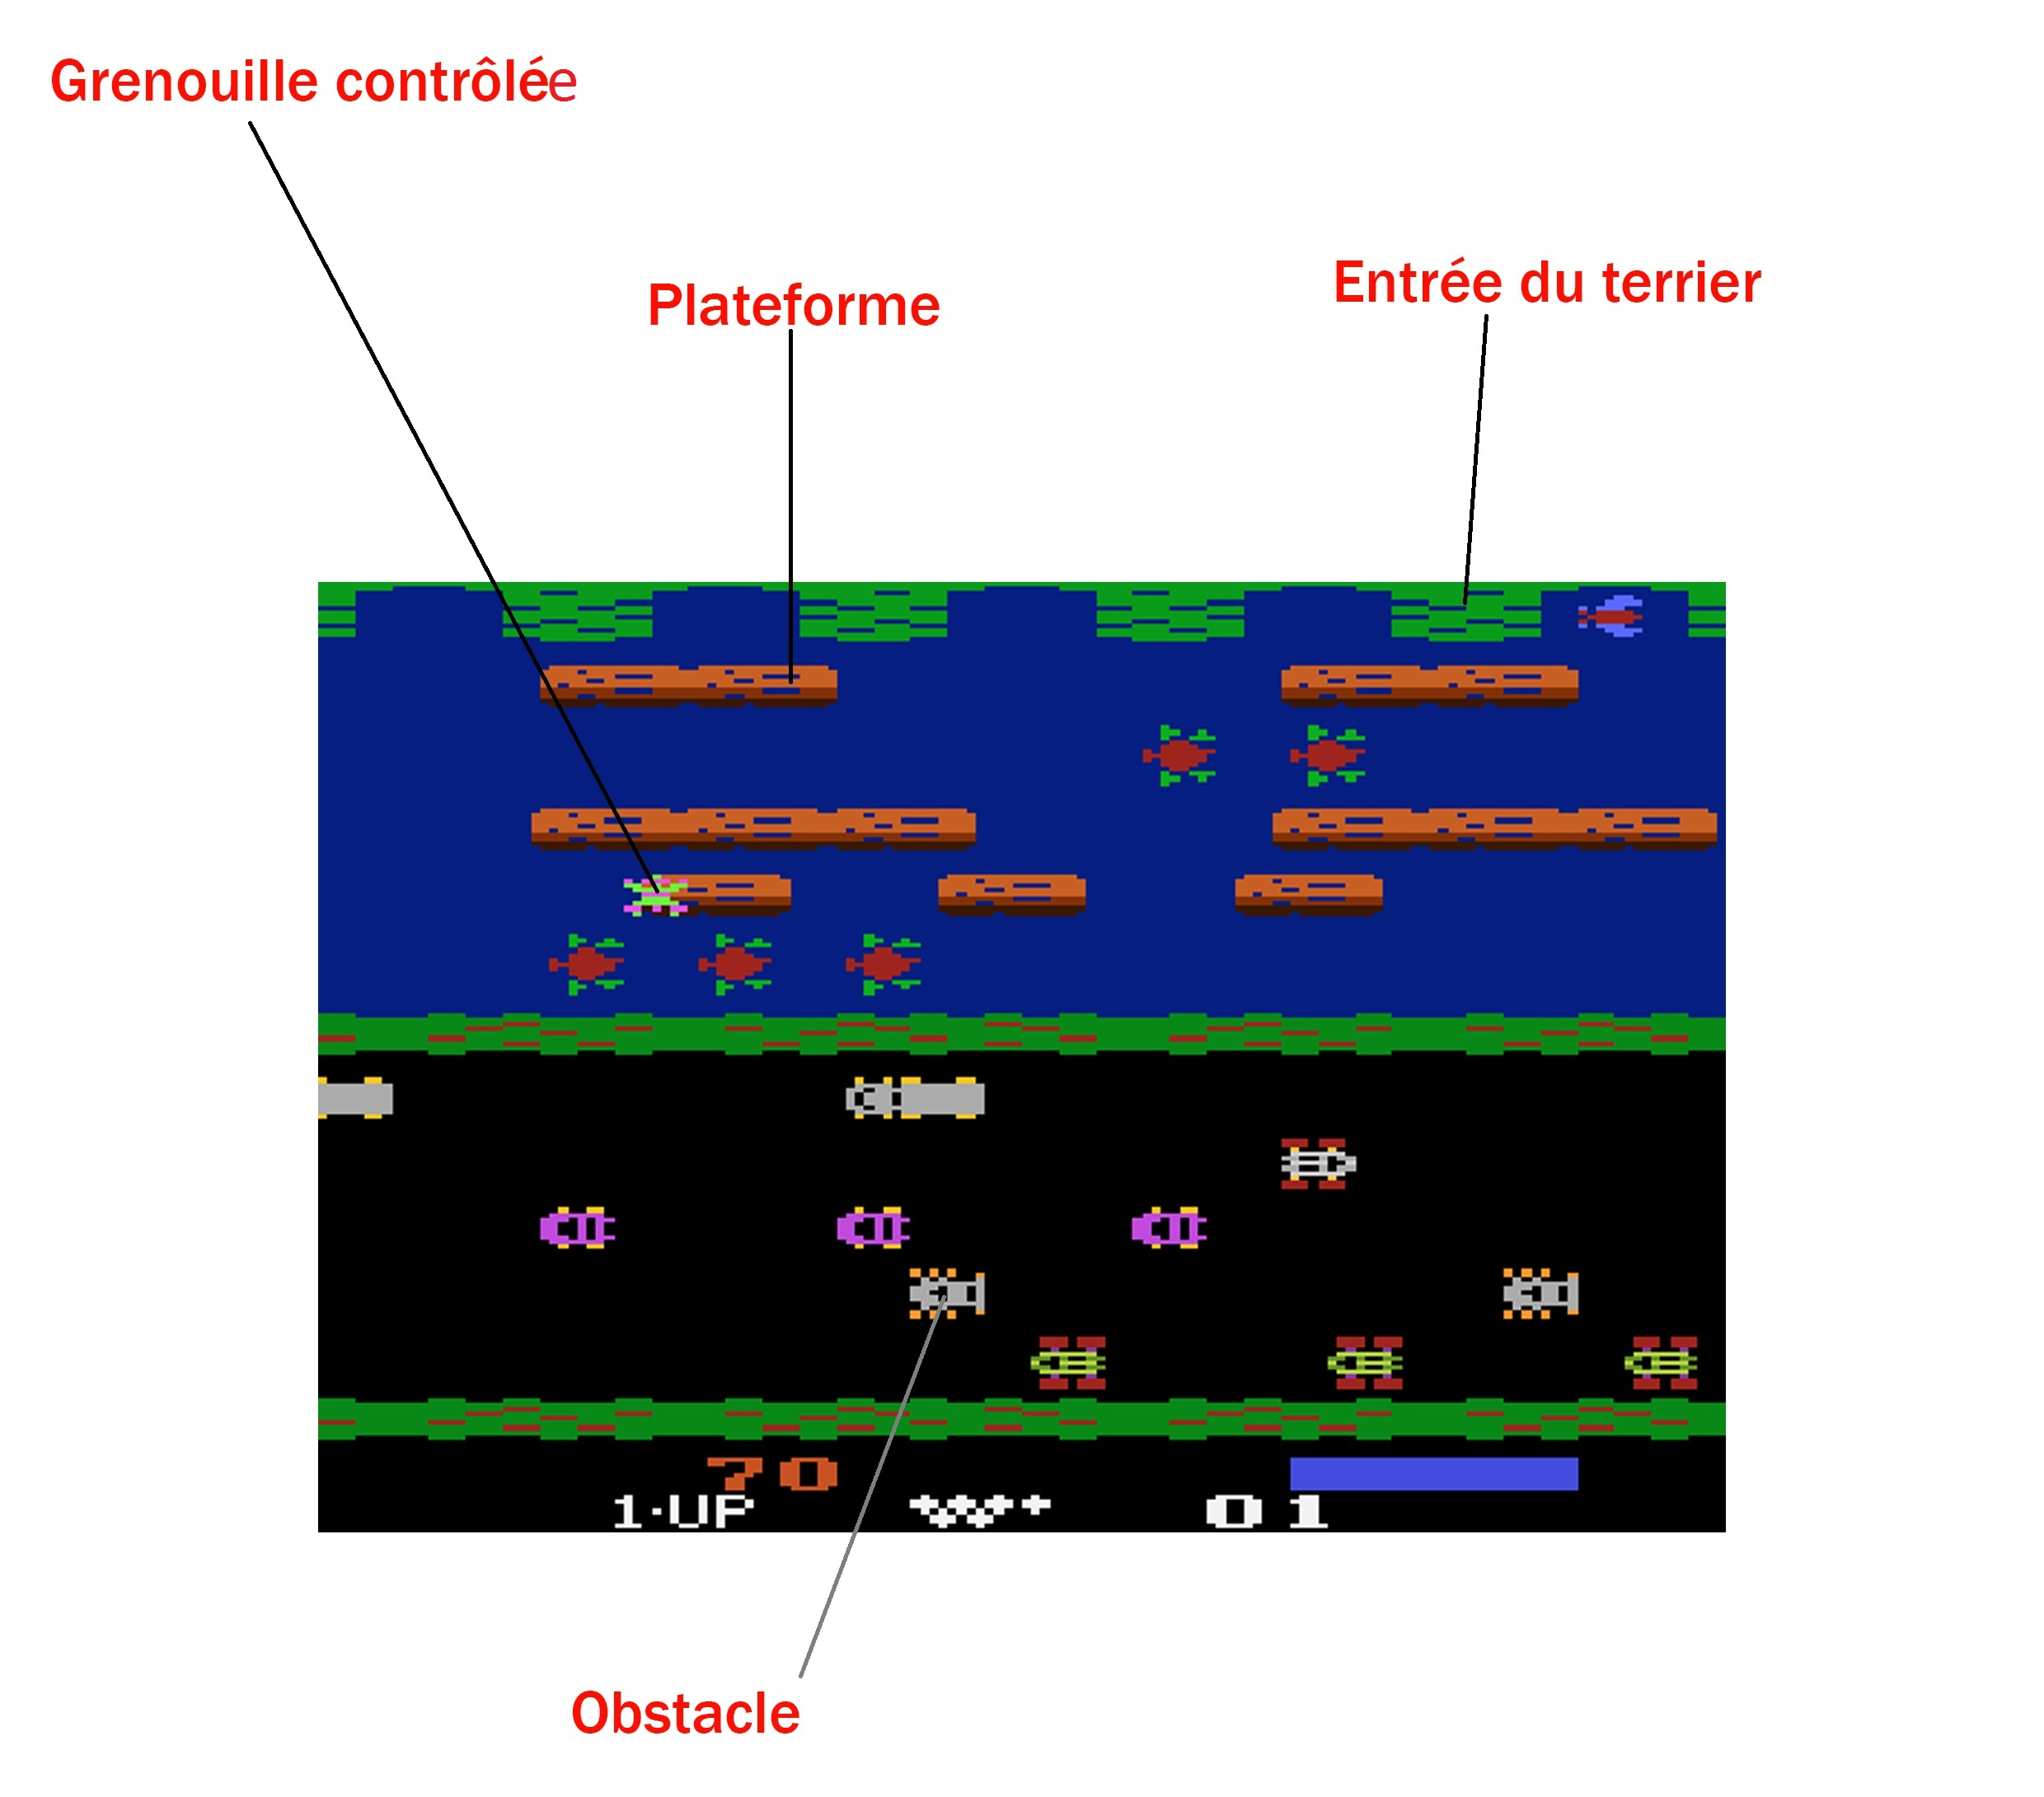 Grenouille contrôlée
Entrée du terrier
Plateforme
70
1·UP
01
Obstacle